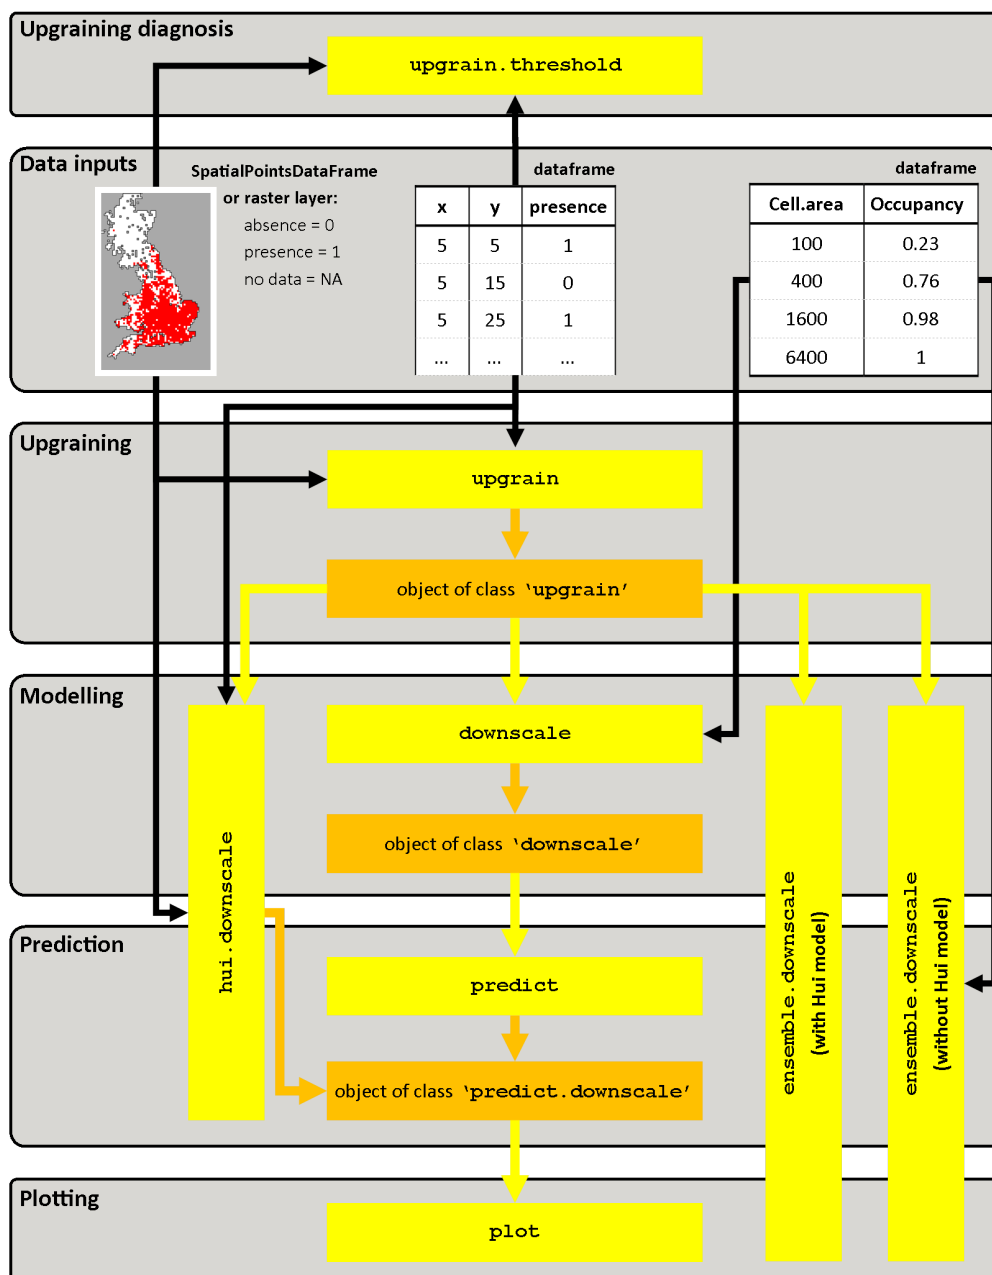 Upgraining diagnosis
upgrain.threshold
Data inputs
SpatialPointsDataFrame
or raster layer:
absence = 0
presence = 1
no data = NA
dataframe
x y presence
5 5 1
5 15 0
5 25 1
... ... ...
dataframe
Cell.area Occupancy
100 0.23
400 0.76
1600 0.98
6400 1
Upgraining
upgrain
object of class ‘upgrain’
Modelling
downscale
object of class ‘downscale’
hui.downscale
ensemble.downscale
(with Hui model)
ensemble.downscale
(without Hui model)
Prediction
predict
object of class ‘predict.downscale’
Plotting
plot